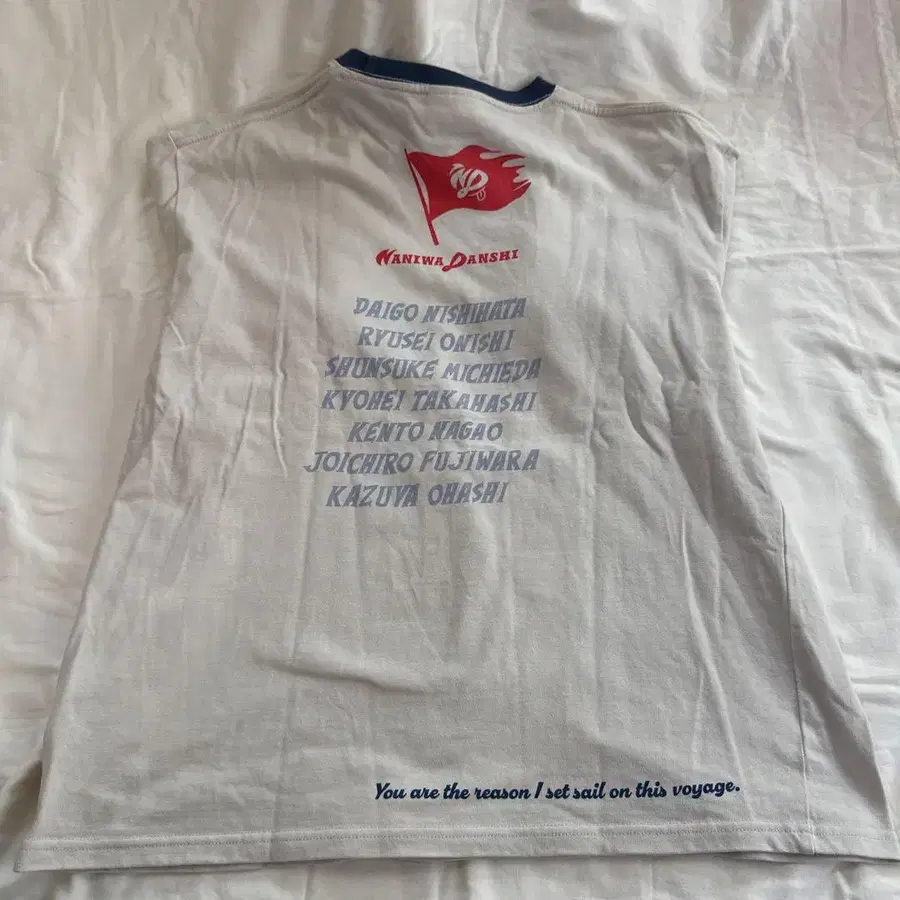 ND
NANIWA DANSHI
DAIGO NISHIHATA
RYUSEI ONISHI
SHUNSUKE MICHIEDA
KYOHEI TAKAHASHI
KENTO NAGAO
JOICHIRO FUJIWARA
KAZUYA OHASHI
You are the reason I set sail on this voyage.